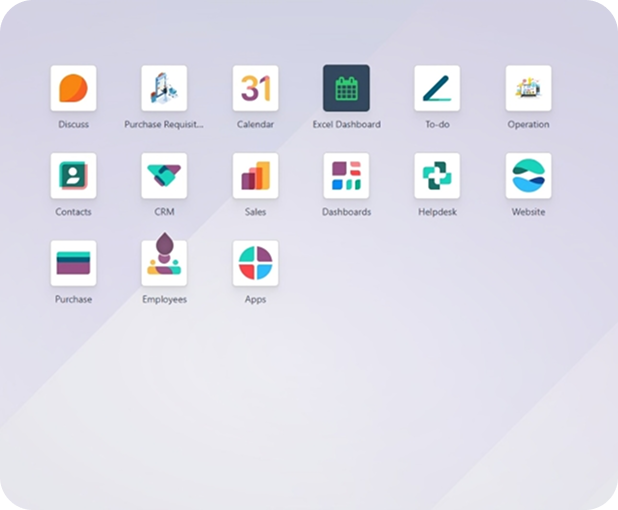 31
Discuss
Purchase Requisit...
Calendar
Excel Dashboard
To-do
Operation
Contacts
CRM
Sales
Dashboards
Helpdesk
Website
Purchase
Employees
Apps